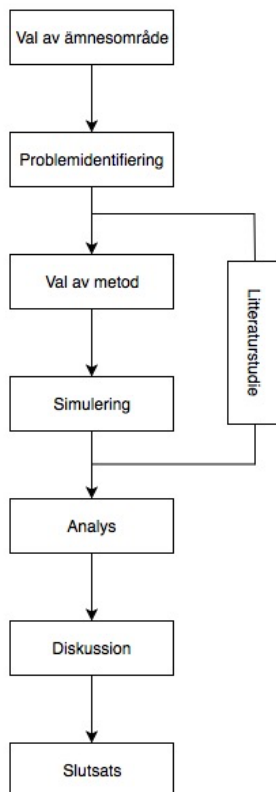 Val av ämnesområde
Problemidentifiering
Val av metod
Litteraturstudie
Simulering
Analys
Diskussion
Slutsats